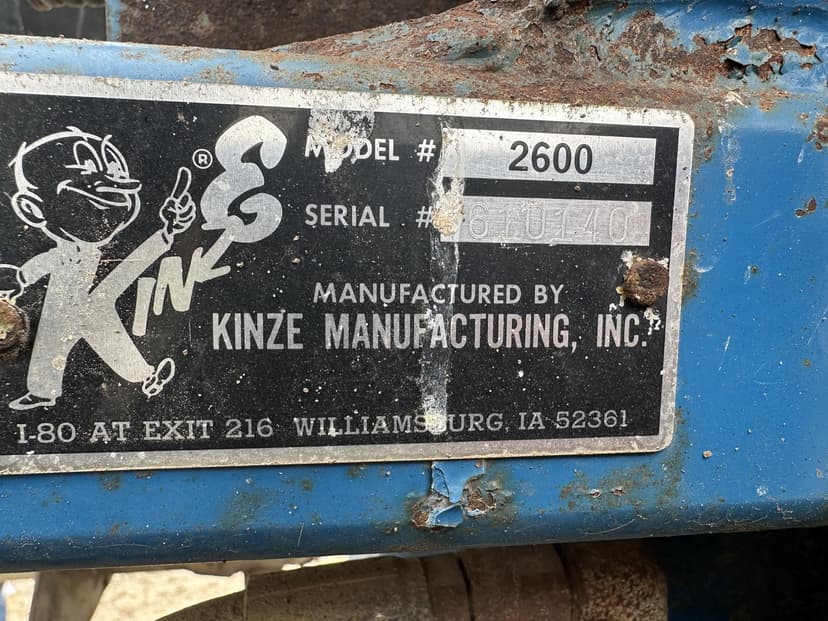 KINZE ®
MODEL # 2600
SERIAL # 610140
MANUFACTURED BY
KINZE MANUFACTURING, INC.
I-80 AT EXIT 216 WILLIAMSBURG, IA 52361